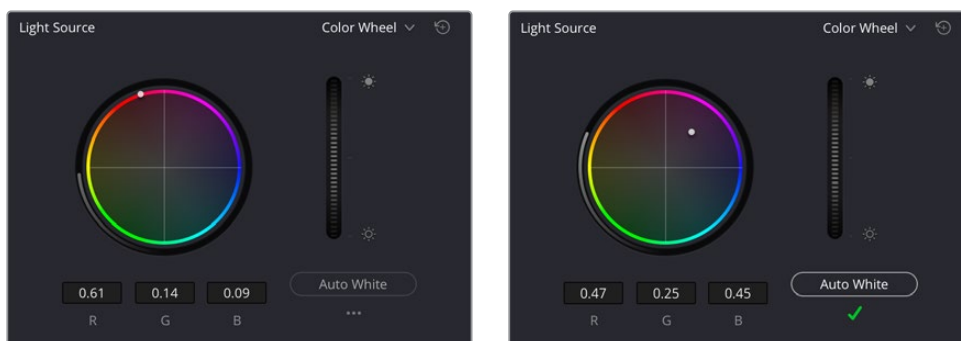 Light Source Color Wheel
0.61 0.14 0.09 Auto White
R G B
Light Source Color Wheel
0.47 0.25 0.45 Auto White
R G B